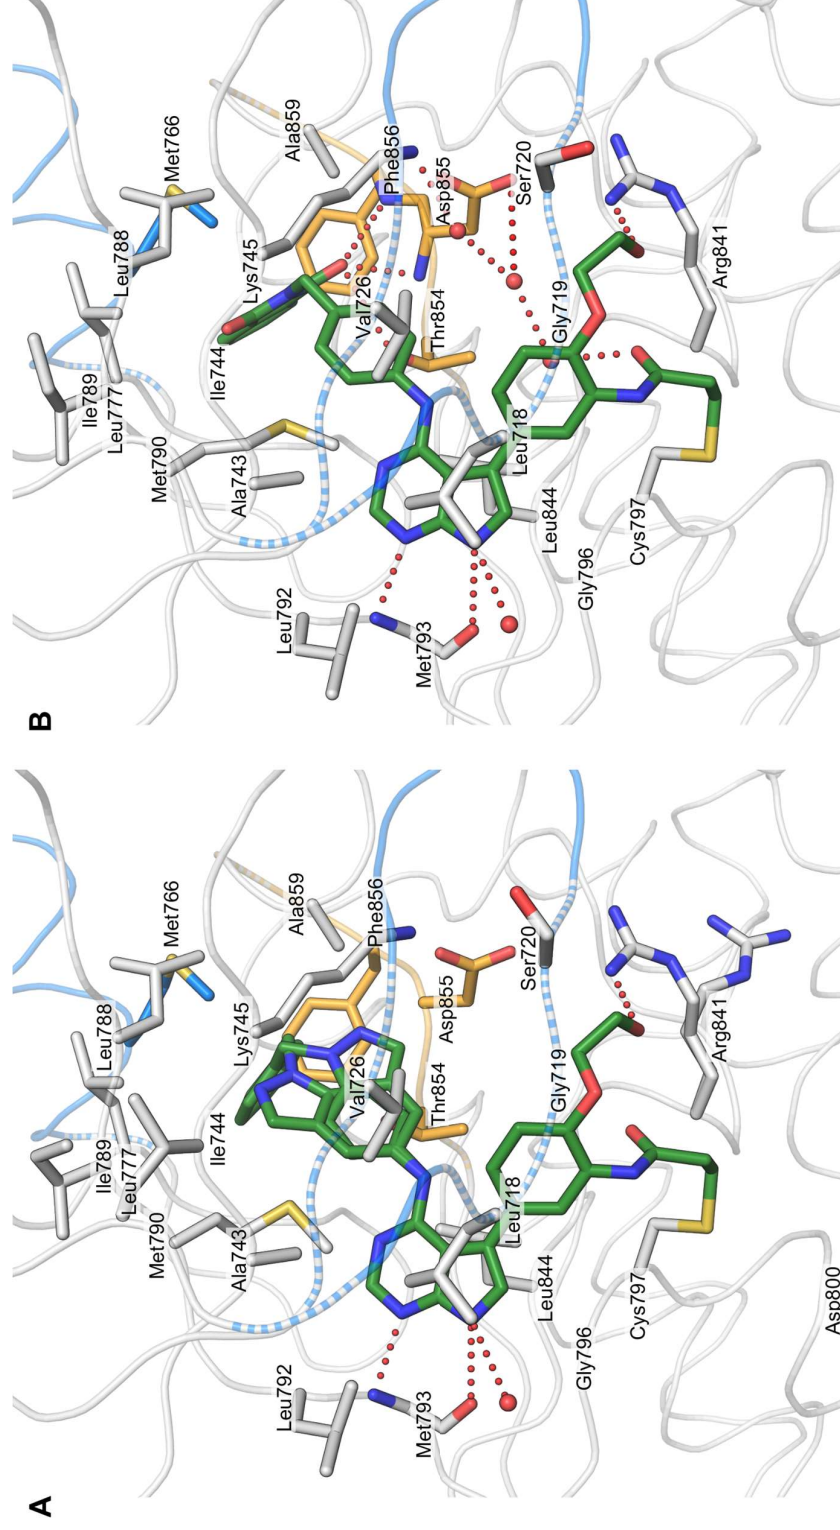 A
Leu792
Met793
Met790
Ala743
Ile789
Leu777
Ile744
Leu788
Met766
Lys745
Ala859
Phe856
Val726
Thr854
Asp855
Ser720
Gly719
Leu718
Leu844
Gly796
Cys797
Arg841
Asp800
B
Leu792
Met793
Met790
Ala743
Ile789
Leu777
Ile744
Leu788
Met766
Lys745
Ala859
Phe856
Val726
Thr854
Asp855
Ser720
Gly719
Leu718
Leu844
Gly796
Cys797
Arg841